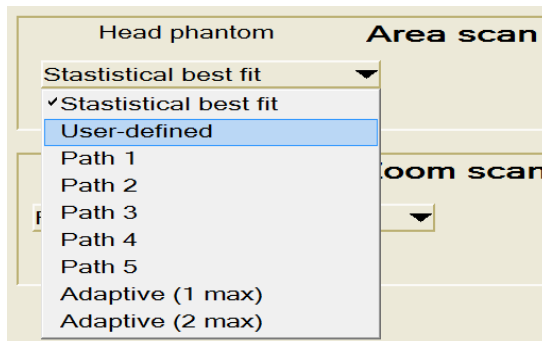 Head phantom Area scan
Stastistical best fit
✓Stastistical best fit
User-defined
Path 1
Path 2
oom scan
Path 3
Path 4
Path 5
Adaptive (1 max)
Adaptive (2 max)